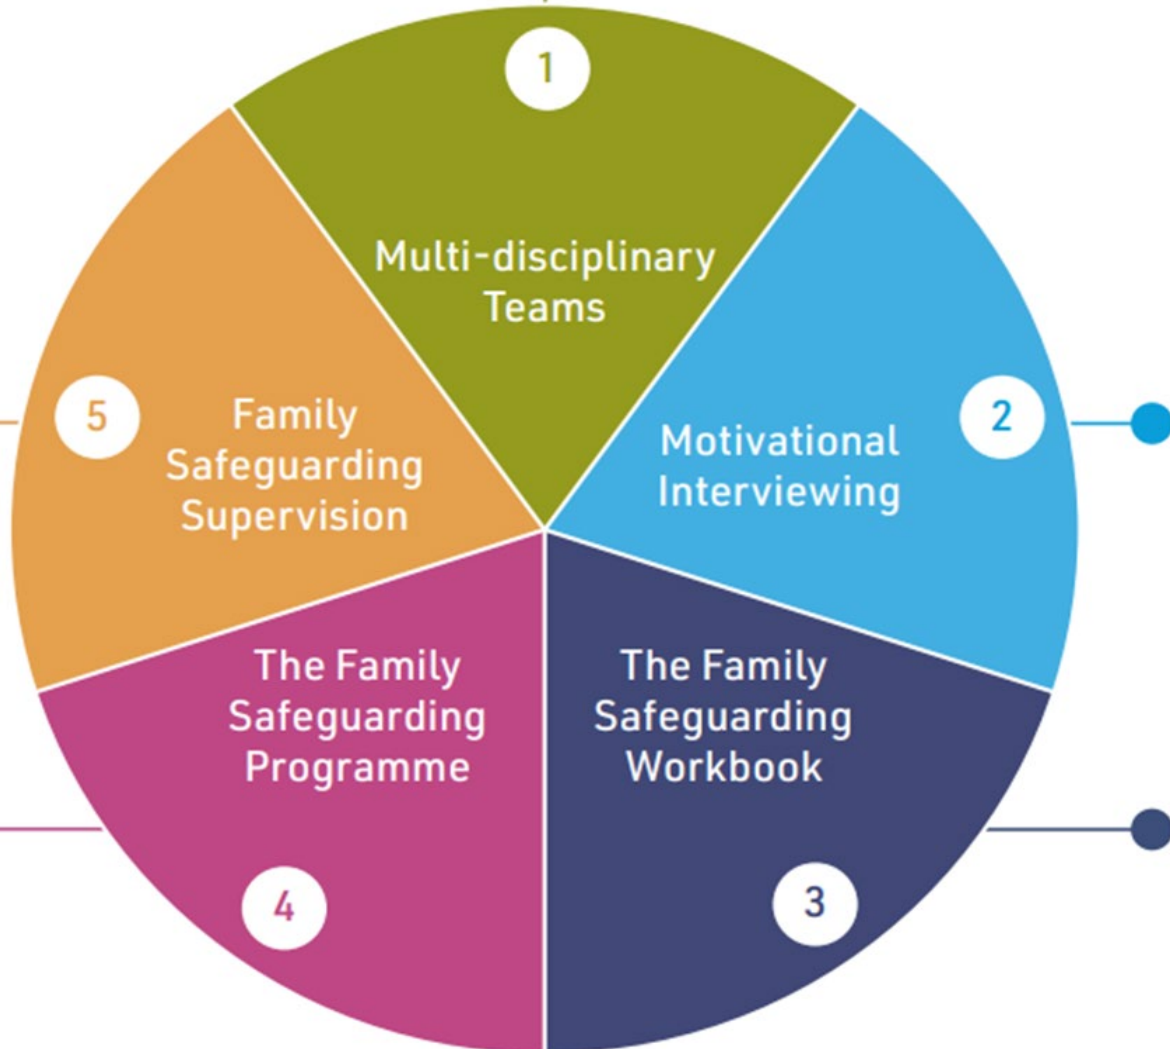 1
Multi-disciplinary
Teams
2
Motivational
Interviewing
3
The Family
Safeguarding
Workbook
4
The Family
Safeguarding
Programme
5
Family
Safeguarding
Supervision